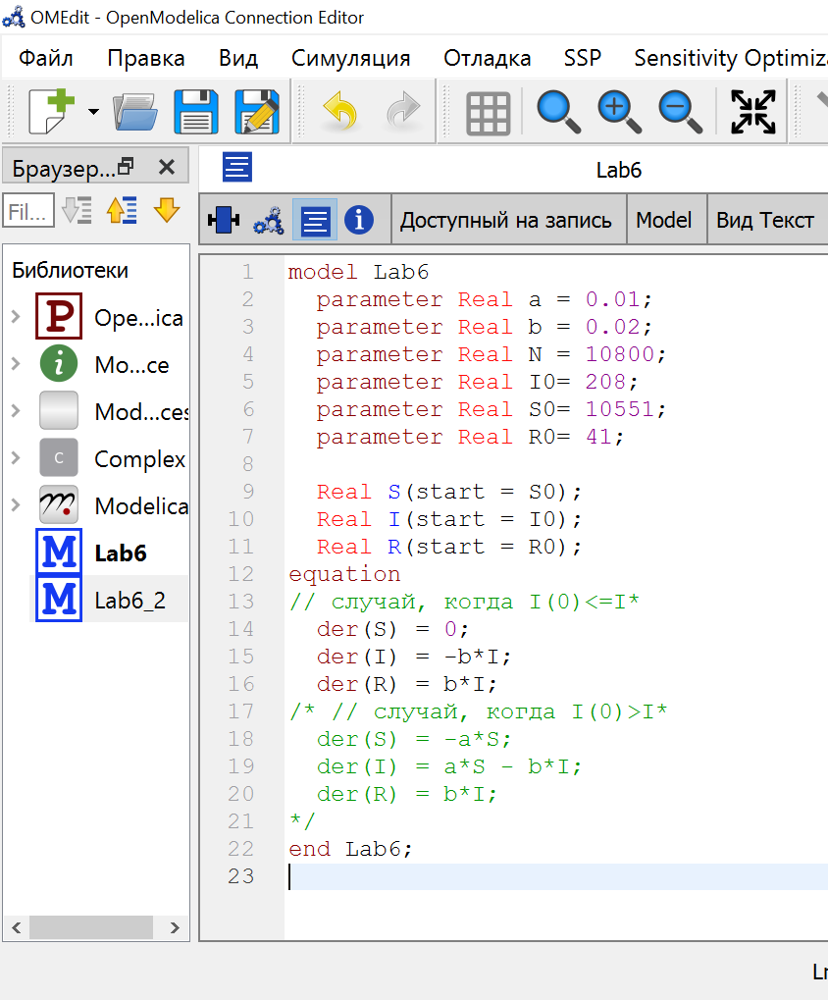 OMEdit - OpenModelica Connection Editor
Файл Правка Вид Симуляция Отладка SSP Sensitivity Optimiza
Браузер...
Lab6
Fil...
Доступный на запись Model Вид Текст
Библиотеки
P Ope...ica
i Mo...ce
Mod...ces
C Complex
Modelica
M Lab6
M Lab6_2
1 model Lab6
2   parameter Real a = 0.01;
3   parameter Real b = 0.02;
4   parameter Real N = 10800;
5   parameter Real I0= 208;
6   parameter Real S0= 10551;
7   parameter Real R0= 41;
8
9   Real S(start = S0);
10   Real I(start = I0);
11   Real R(start = R0);
12 equation
13 // случай, когда I(0)<=I*
14   der(S) = 0;
15   der(I) = -b*I;
16   der(R) = b*I;
17 /* // случай, когда I(0)>I*
18   der(S) = -a*S;
19   der(I) = a*S - b*I;
20   der(R) = b*I;
21 */
22 end Lab6;
23